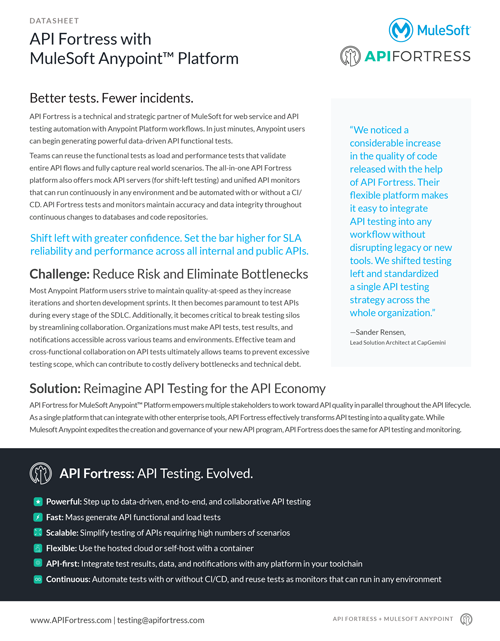 DATASHEET
API Fortress with
MuleSoft Anypoint™ Platform
MuleSoft®
APIFORTRESS
Better tests. Fewer incidents.
API Fortress is a technical and strategic partner of MuleSoft for web service and API
testing automation with Anypoint Platform workflows. In just minutes, Anypoint users
can begin generating powerful data-driven API functional tests.
Teams can reuse the functional tests as load and performance tests that validate
entire API flows and fully capture real world scenarios. The all-in-one API Fortress
platform also offers mock API servers (for shift-left testing) and unified API monitors
that can run continuously in any environment and be automated with or without a CI/
CD. API Fortress tests and monitors maintain accuracy and data integrity throughout
continuous changes to databases and code repositories.
Shift left with greater confidence. Set the bar higher for SLA
reliability and performance across all internal and public APIs.
Challenge: Reduce Risk and Eliminate Bottlenecks
Most Anypoint Platform users strive to maintain quality-at-speed as they increase
iterations and shorten development sprints. It then becomes paramount to test APIs
during every stage of the SDLC. Additionally, it becomes critical to break testing silos
by streamlining collaboration. Organizations must make API tests, test results, and
notifications accessible across various teams and environments. Effective team and
cross-functional collaboration on API tests ultimately allows teams to prevent excessive
testing scope, which can contribute to costly delivery bottlenecks and technical debt.
“We noticed a
considerable increase
in the quality of code
released with the help
of API Fortress. Their
flexible platform makes
it easy to integrate
API testing into any
workflow without
disrupting legacy or new
tools. We shifted testing
left and standardized
a single API testing
strategy across the
whole organization.”
—Sander Rensen,
Lead Solution Architect at CapGemini
Solution: Reimagine API Testing for the API Economy
API Fortress for MuleSoft Anypoint™ Platform empowers multiple stakeholders to work toward API quality in parallel throughout the API lifecycle.
As a single platform that can integrate with other enterprise tools, API Fortress effectively transforms API testing into a quality gate. While
Mulesoft Anypoint expedites the creation and governance of your new API program, API Fortress does the same for API testing and monitoring.
API Fortress: API Testing. Evolved.
Powerful: Step up to data-driven, end-to-end, and collaborative API testing
Fast: Mass generate API functional and load tests
Scalable: Simplify testing of APIs requiring high numbers of scenarios
Flexible: Use the hosted cloud or self-host with a container
API-first: Integrate test results, data, and notifications with any platform in your toolchain
Continuous: Automate tests with or without CI/CD, and reuse tests as monitors that can run in any environment
www.APIFortress.com | testing@apifortress.com
API FORTRESS + MULESOFT ANYPOINT